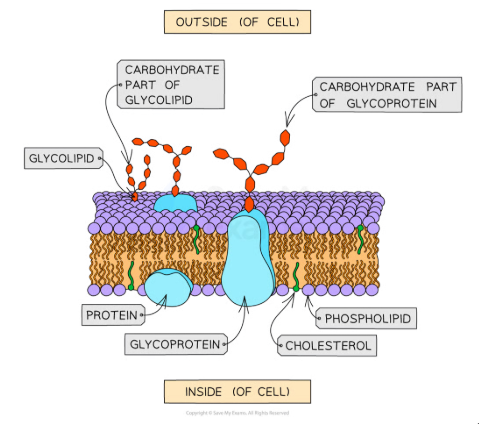 OUTSIDE (OF CELL)
CARBOHYDRATE
PART OF
GLYCOLIPID
CARBOHYDRATE PART
OF GLYCOPROTEIN
GLYCOLIPID
PROTEIN
PHOSPHOLIPID
GLYCOPROTEIN
CHOLESTEROL
INSIDE (OF CELL)
Copyright © Save My Exams. All Rights Reserved